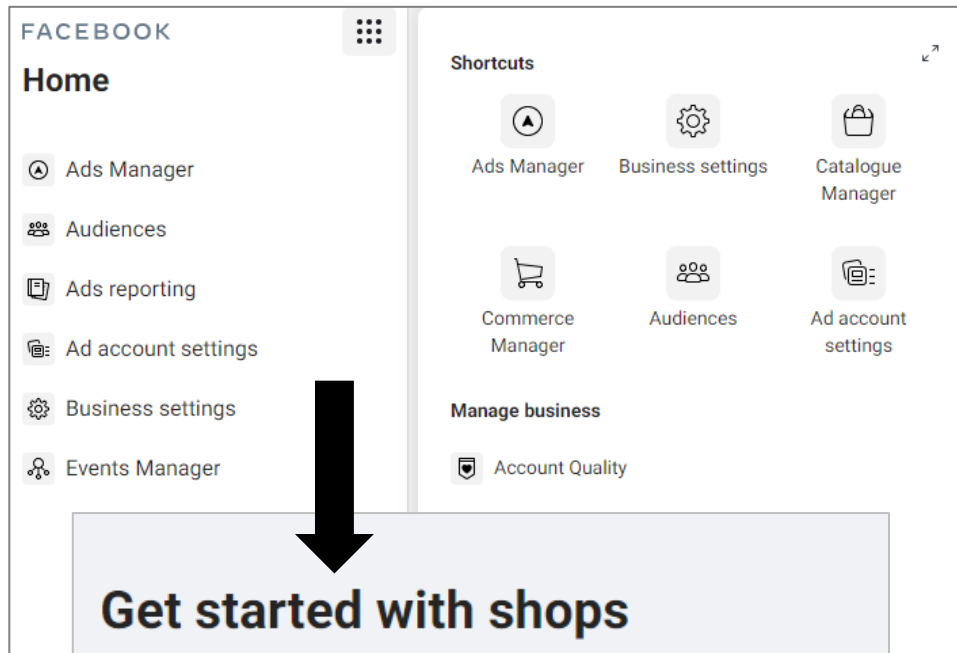 FACEBOOK
Home
Ads Manager
Audiences
Ads reporting
Ad account settings
Business settings
Events Manager
Shortcuts
Ads Manager
Business settings
Catalogue
Manager
Commerce
Manager
Audiences
Ad account
settings
Manage business
Account Quality
Get started with shops